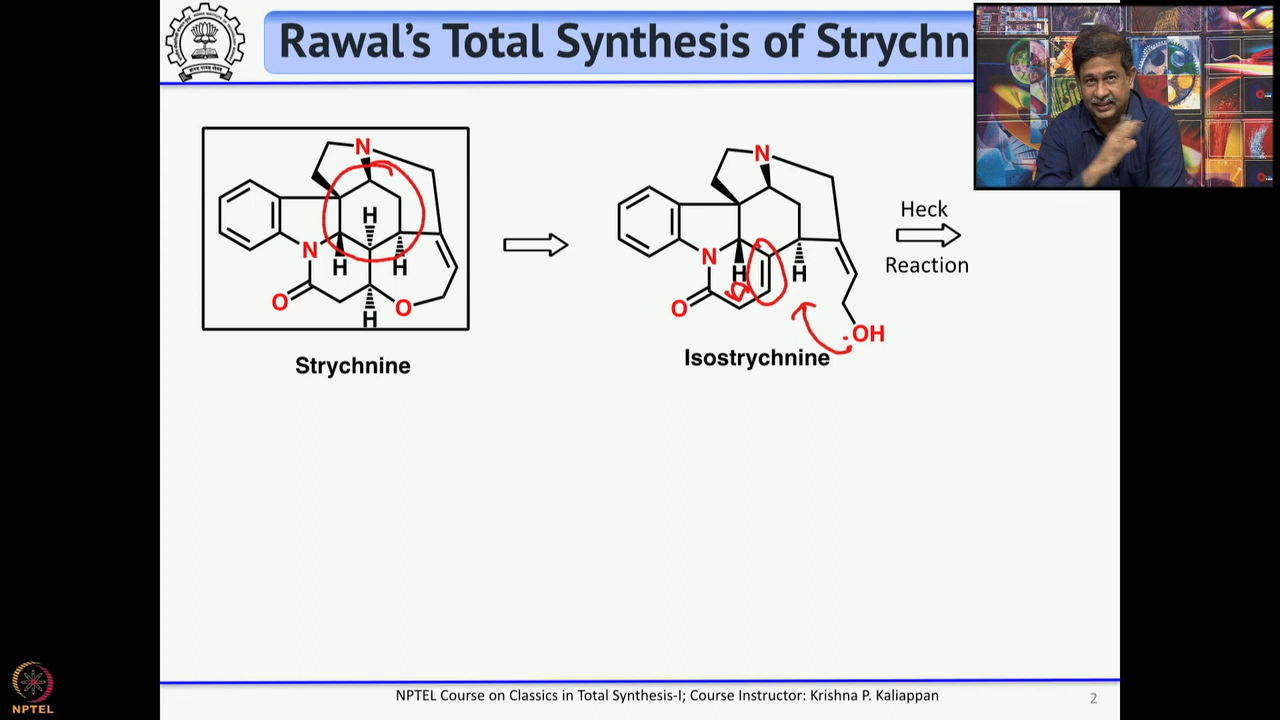 Rawal's Total Synthesis of Strychn
N
H
N
H
H
O
O
H
Strychnine
N
N
H
H
O
OH
Isostrychnine
Heck
Reaction
NPTEL Course on Classics in Total Synthesis-I; Course Instructor: Krishna P. Kaliappan
2
NPTEL